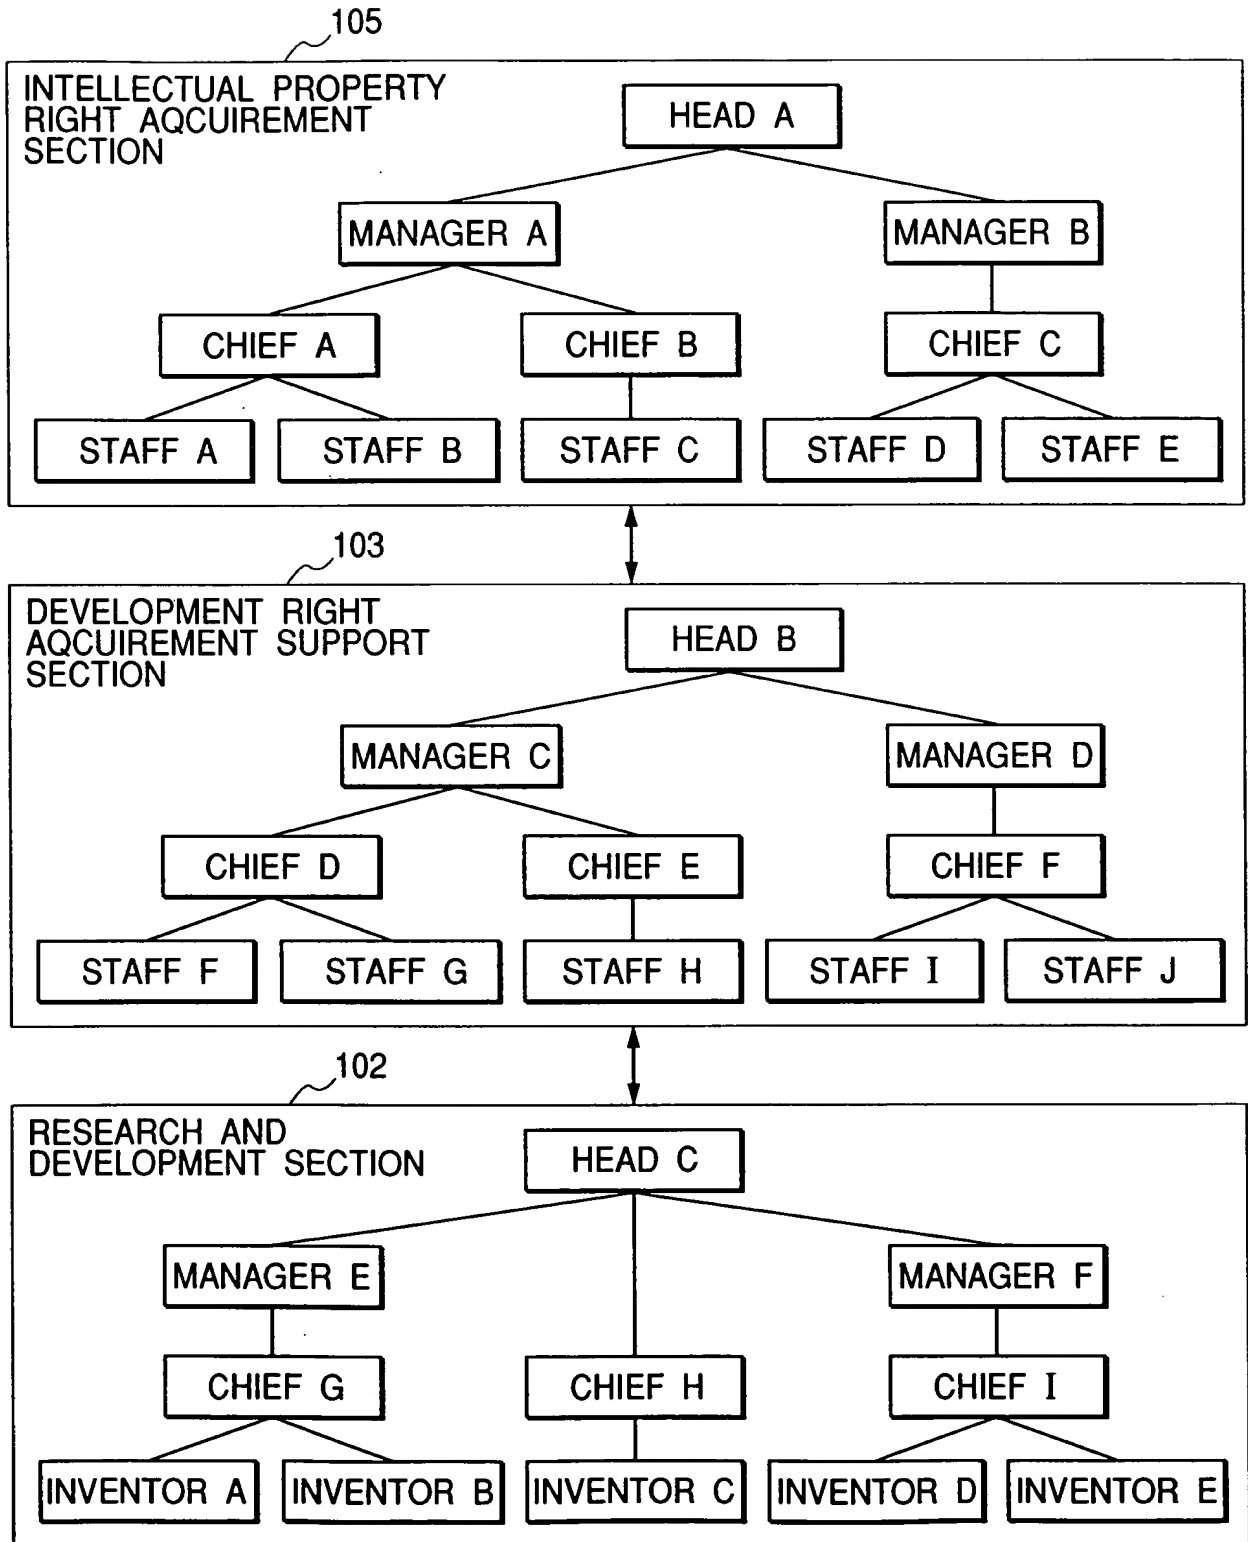 105
INTELLECTUAL PROPERTY
RIGHT AQCUIREMENT
SECTION
HEAD A
MANAGER A
MANAGER B
CHIEF A
CHIEF B
CHIEF C
STAFF A
STAFF B
STAFF C
STAFF D
STAFF E
103
DEVELOPMENT RIGHT
AQCUIREMENT SUPPORT
SECTION
HEAD B
MANAGER C
MANAGER D
CHIEF D
CHIEF E
CHIEF F
STAFF F
STAFF G
STAFF H
STAFF I
STAFF J
102
RESEARCH AND
DEVELOPMENT SECTION
HEAD C
MANAGER E
MANAGER F
CHIEF G
CHIEF H
CHIEF I
INVENTOR A
INVENTOR B
INVENTOR C
INVENTOR D
INVENTOR E